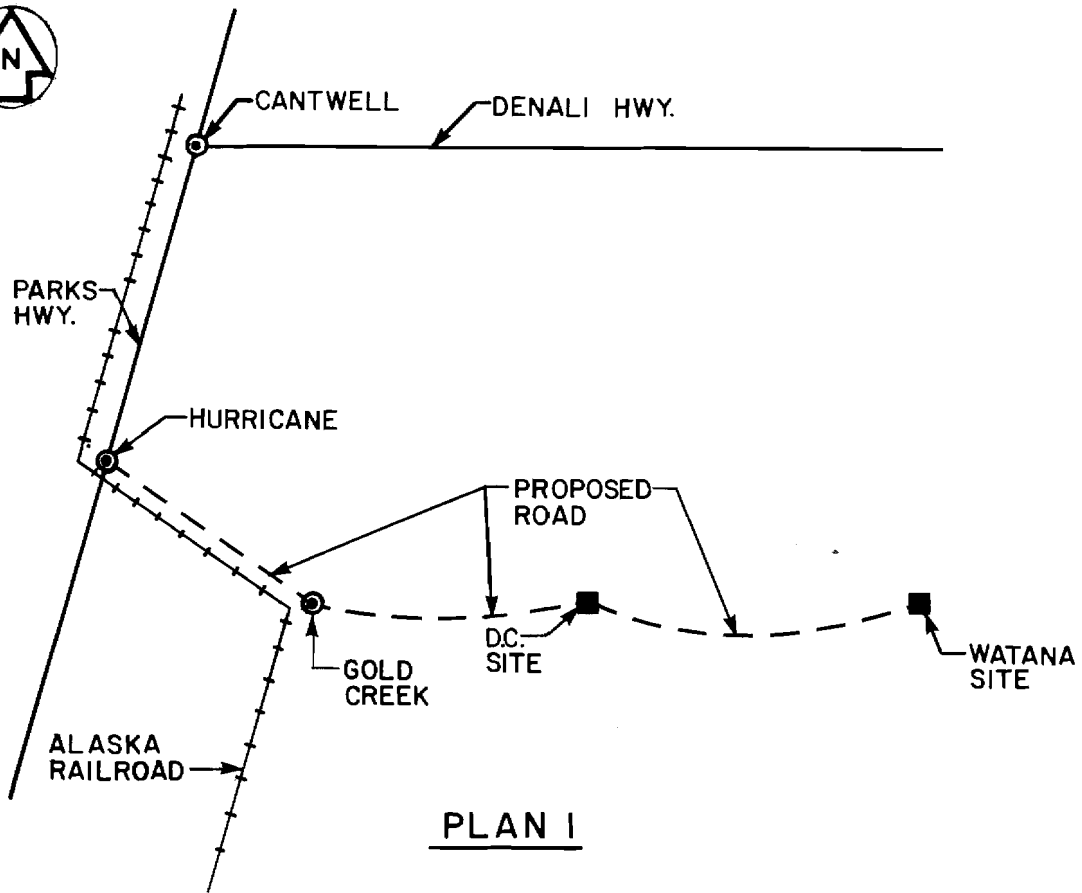 N
CANTWELL
DENALI HWY.
PARKS
HWY.
HURRICANE
PROPOSED
ROAD
D.C.
SITE
GOLD
CREEK
WATANA
SITE
ALASKA
RAILROAD
PLAN I